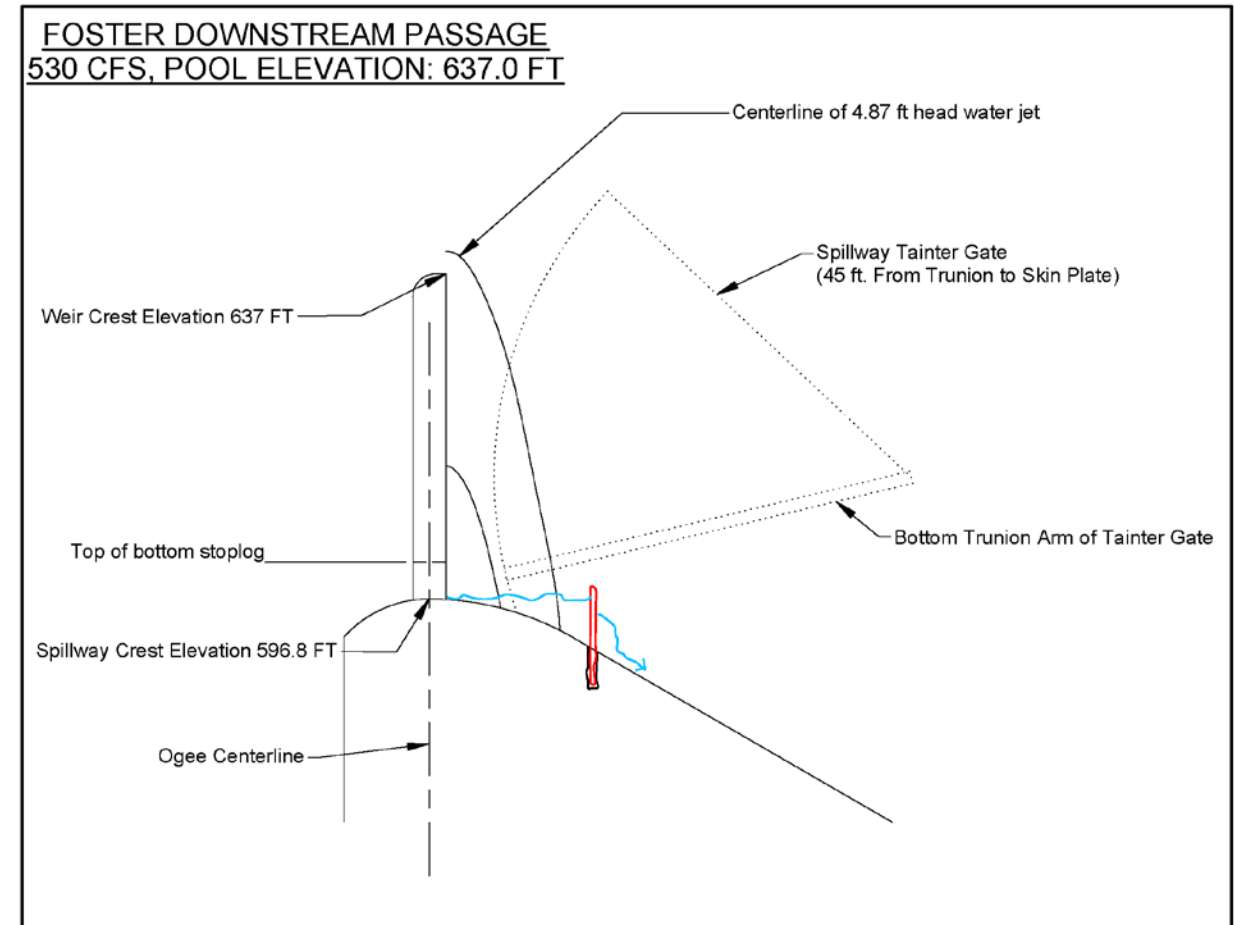 FOSTER DOWNSTREAM PASSAGE
530 CFS, POOL ELEVATION: 637.0 FT
Centerline of 4.87 ft head water jet
Spillway Tainter Gate
(45 ft. From Trunion to Skin Plate)
Weir Crest Elevation 637 FT
Bottom Trunion Arm of Tainter Gate
Top of bottom stoplog
Spillway Crest Elevation 596.8 FT
Ogee Centerline